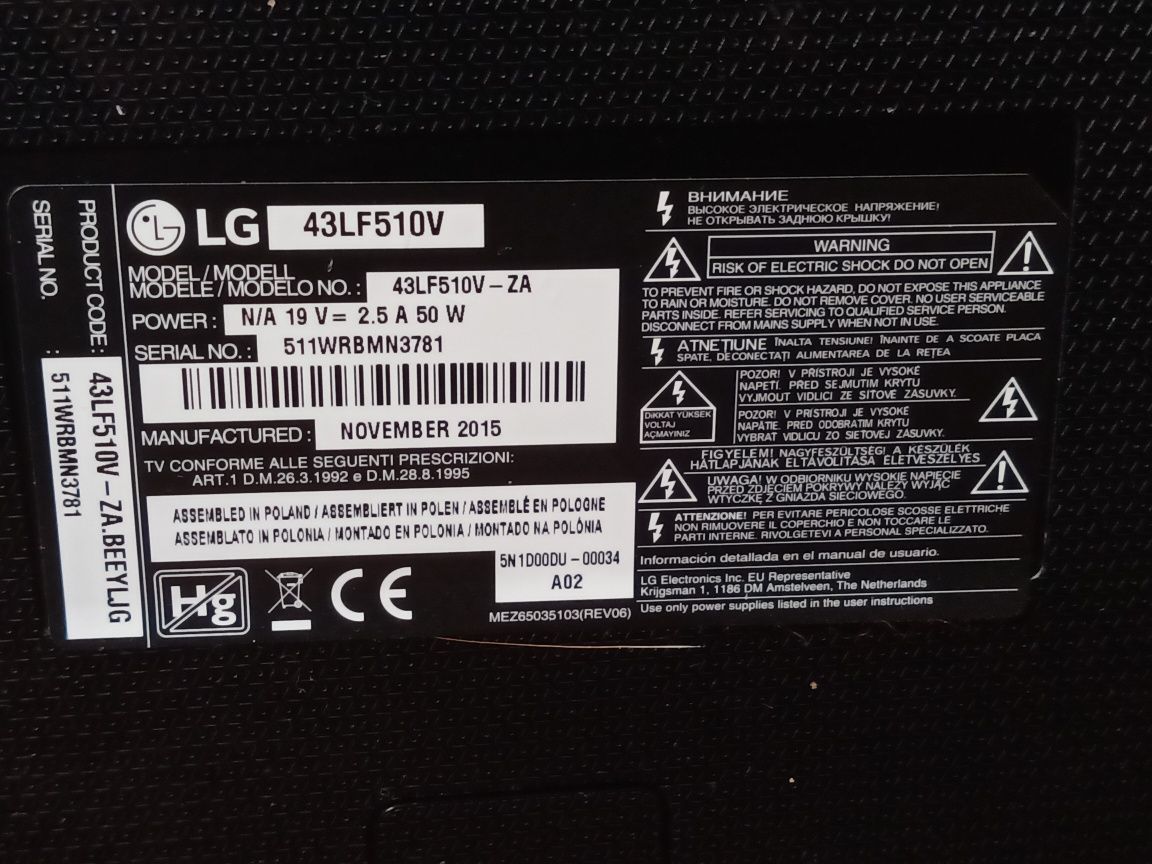 SERIAL NO. :
511WRBMN3781
PRODUCT CODE:
43LF510V-ZA.BEEYLJG
LG
43LF510V
MODEL/MODELL
MODÈLE/MODELO NO. :
43LF510V-ZA
POWER : N/A 19 V= 2.5 A 50 W
SERIAL NO. : 511WRBMN3781
MANUFACTURED : NOVEMBER 2015
TV CONFORME ALLE SEGUENTI PRESCRIZIONI:
ART.1 D.M.26.3.1992 e D.M.28.8.1995
ASSEMBLED IN POLAND / ASSEMBLIERT IN POLEN / ASSEMBLÉ EN POLOGNE
ASSEMBLATO IN POLONIA / MONTADO EN POLONIA / MONTADO NA POLÓNIA
5N1D00DU-00034
A02
Hg
CE
MEZ65035103(REV06)
ВНИМАНИЕ
ВЫСОКОЕ ЭЛЕКТРИЧЕСКОЕ НАПРЯЖЕНИЕ!
НЕ ОТКРЫВАТЬ ЗАДНЮЮ КРЫШКУ!
WARNING
RISK OF ELECTRIC SHOCK DO NOT OPEN
TO PREVENT FIRE OR SHOCK HAZARD, DO NOT EXPOSE THIS APPLIANCE
TO RAIN OR MOISTURE. DO NOT REMOVE COVER. NO USER SERVICEABLE
PARTS INSIDE. REFER SERVICING TO QUALIFIED SERVICE PERSON.
DISCONNECT FROM MAINS SUPPLY WHEN NOT IN USE.
ATNEȚIUNE ÎNALTA TENSIUNE! ÎNAINTE DE A SCOATE PLACA
SPATE, DECONECTAȚI ALIMENTAREA DE LA REȚEA
DİKKAT YÜKSEK
VOLTAJ
AÇMAYINIZ
POZOR! V PŘÍSTROJI JE VYSOKÉ
NAPĚTÍ. PŘED SEJMUTÍM KRYTU
VYJMOUT VIDLICI ZE SÍŤOVÉ ZÁSUVKY.
POZOR! V PRÍSTROJI JE VYSOKÉ
NAPÄTIE. PRED ODOBRATÍM KRYTU
VYBRAŤ VIDLICU ZO SIEŤOVEJ ZÁSUVKY.
FIGYELEM! NAGYFESZÜLTSÉG! A KÉSZÜLÉK
HÁTLAPJÁNAK ELTÁVOLÍTÁSA ÉLETVESZÉLYES
UWAGA! W ODBIORNIKU WYSOKIE NAPIĘCIE
PRZED ZDJĘCIEM POKRYWY NALEŻY WYJĄĆ
WTYCZKĘ Z GNIAZDA SIECIOWEGO.
ATTENZIONE! PER EVITARE PERICOLOSE SCOSSE ELETTRICHE
NON RIMUOVERE IL COPERCHIO E NON TOCCARE LE
PARTI INTERNE. RIVOLGETEVI A PERSONAL SPECIALIZZATO.
Información detallada en el manual de usuario.
LG Electronics Inc. EU Representative
Krijgsman 1, 1186 DM Amstelveen, The Netherlands
Use only power supplies listed in the user instructions